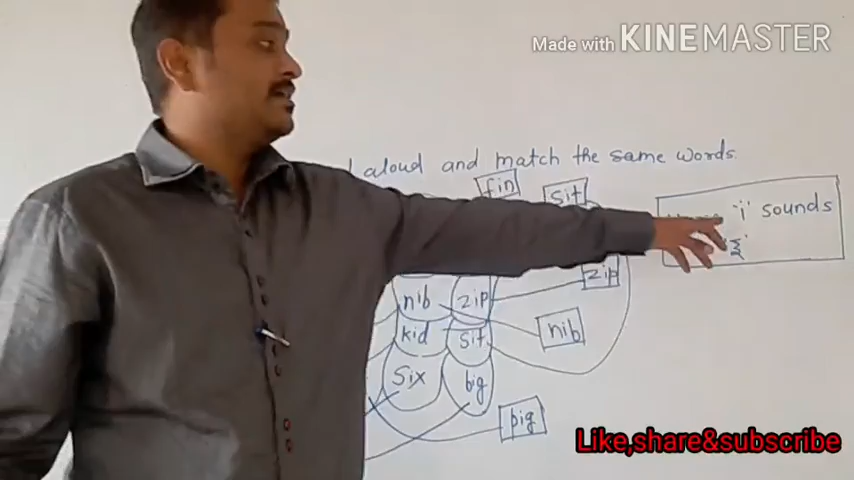 Made with KINEMASTER
aloud and match the same words.
fin
sit
'i' sounds
nib
zip
zip
kid
sit
nib
six
big
pig
Like,share&subscribe